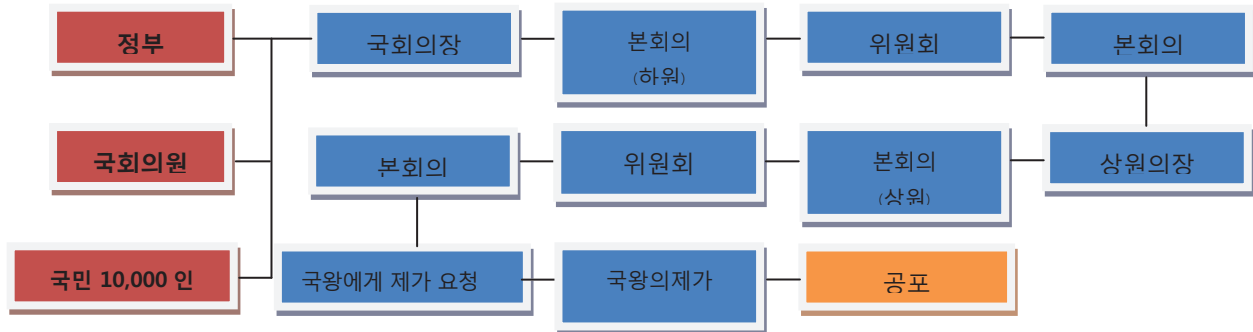 정부
국회의장
본회의
(하원)
위원회
본회의
국회의원
본회의
위원회
본회의
(상원)
상원의장
국민 10,000 인
국왕에게 제가 요청
국왕의제가
공포